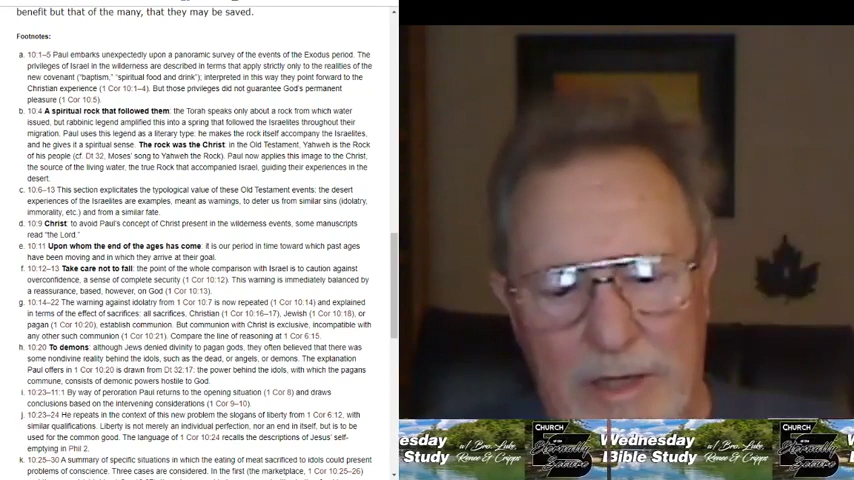 benefit but that of the many, that they may be saved.
Footnotes:
a. 10:1–5 Paul embarks unexpectedly upon a panoramic survey of the events of the Exodus period. The
privileges of Israel in the wilderness are described in terms that apply strictly only to the realities of the
new covenant ("baptism," "spiritual food and drink"); interpreted in this way they point forward to the
Christian experience (1 Cor 10:1–4). But those privileges did not guarantee God's permanent
pleasure (1 Cor 10:5).
b. 10:4 A spiritual rock that followed them: the Torah speaks only about a rock from which water
issued, but rabbinic legend amplified this into a spring that followed the Israelites throughout their
migration. Paul uses this legend as a literary type: he makes the rock itself accompany the Israelites,
and he gives it a spiritual sense. The rock was the Christ: in the Old Testament, Yahweh is the Rock
of his people (cf. Dt 32, Moses' song to Yahweh the Rock). Paul now applies this image to the Christ,
the source of the living water, the true Rock that accompanied Israel, guiding their experiences in the
desert.
c. 10:6–13 This section explicitates the typological value of these Old Testament events: the desert
experiences of the Israelites are examples, meant as warnings, to deter us from similar sins (idolatry,
immorality, etc.) and from a similar fate.
d. 10:9 Christ: to avoid Paul's concept of Christ present in the wilderness events, some manuscripts
read "the Lord."
e. 10:11 Upon whom the end of the ages has come: it is our period in time toward which past ages
have been moving and in which they arrive at their goal.
f. 10:12–13 Take care not to fall: the point of the whole comparison with Israel is to caution against
overconfidence, a sense of complete security (1 Cor 10:12). This warning is immediately balanced by
a reassurance, based, however, on God (1 Cor 10:13).
g. 10:14–22 The warning against idolatry from 1 Cor 10:7 is now repeated (1 Cor 10:14) and explained
in terms of the effect of sacrifices: all sacrifices, Christian (1 Cor 10:16–17), Jewish (1 Cor 10:18), or
pagan (1 Cor 10:20), establish communion. But communion with Christ is exclusive, incompatible with
any other such communion (1 Cor 10:21). Compare the line of reasoning at 1 Cor 6:15.
h. 10:20 To demons: although Jews denied divinity to pagan gods, they often believed that there was
some nondivine reality behind the idols, such as the dead, or angels, or demons. The explanation
Paul offers in 1 Cor 10:20 is drawn from Dt 32:17: the power behind the idols, with which the pagans
commune, consists of demonic powers hostile to God.
i. 10:23–11:1 By way of peroration Paul returns to the opening situation (1 Cor 8) and draws
conclusions based on the intervening considerations (1 Cor 9–10).
j. 10:23–24 He repeats in the context of this new problem the slogans of liberty from 1 Cor 6:12, with
similar qualifications. Liberty is not merely an individual perfection, nor an end in itself, but is to be
used for the common good. The language of 1 Cor 10:24 recalls the descriptions of Jesus' self-
emptying in Phil 2.
k. 10:25–30 A summary of specific situations in which the eating of meat sacrificed to idols could present
problems of conscience. Three cases are considered. In the first (the marketplace, 1 Cor 10:25–26)
esday
Study
w/ Bro. Luke,
Renee & Cripps
CHURCH
OF THE
Eternally
Secure
Wednesday
Bible Study
w/ Bro. Luke,
Renee & Cripps
CHURCH
OF THE
Eternally
Secure